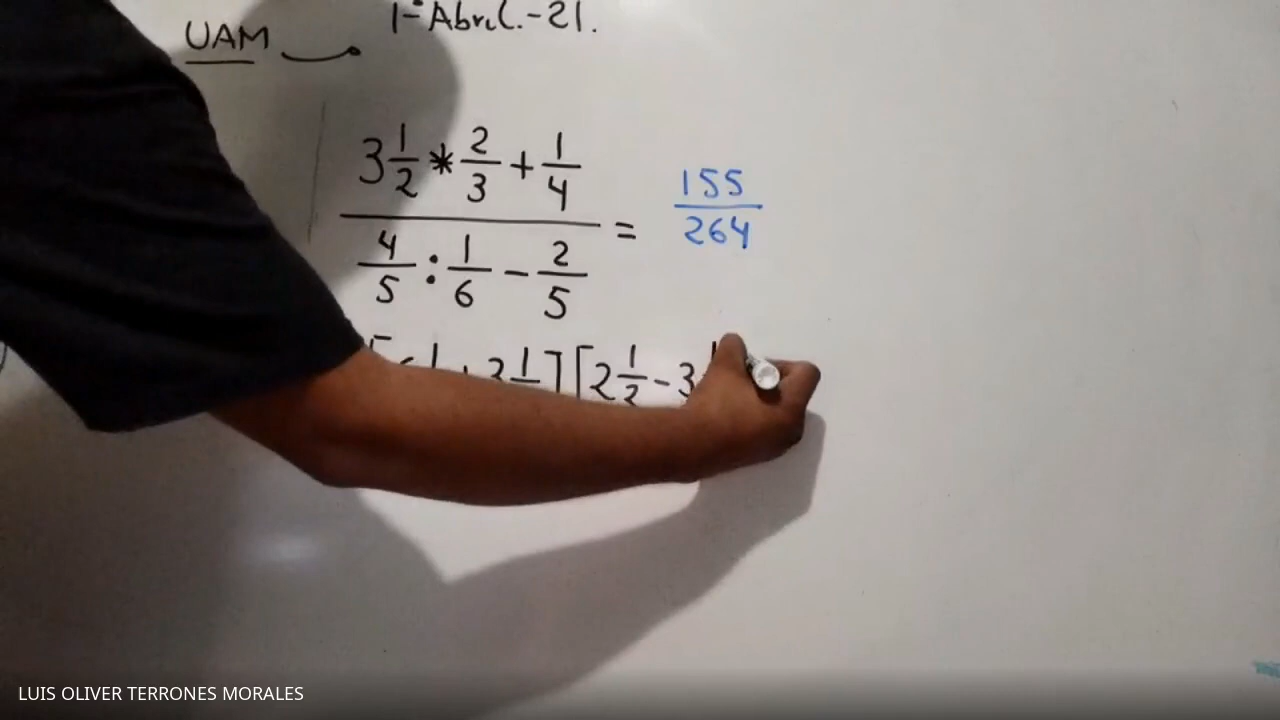 UAM
1-Abril.-21.
3 1/2 * 2/3 + 1/4
4/5 : 1/6 - 2/5
= 155/264
] [2 1/2 - 3
LUIS OLIVER TERRONES MORALES